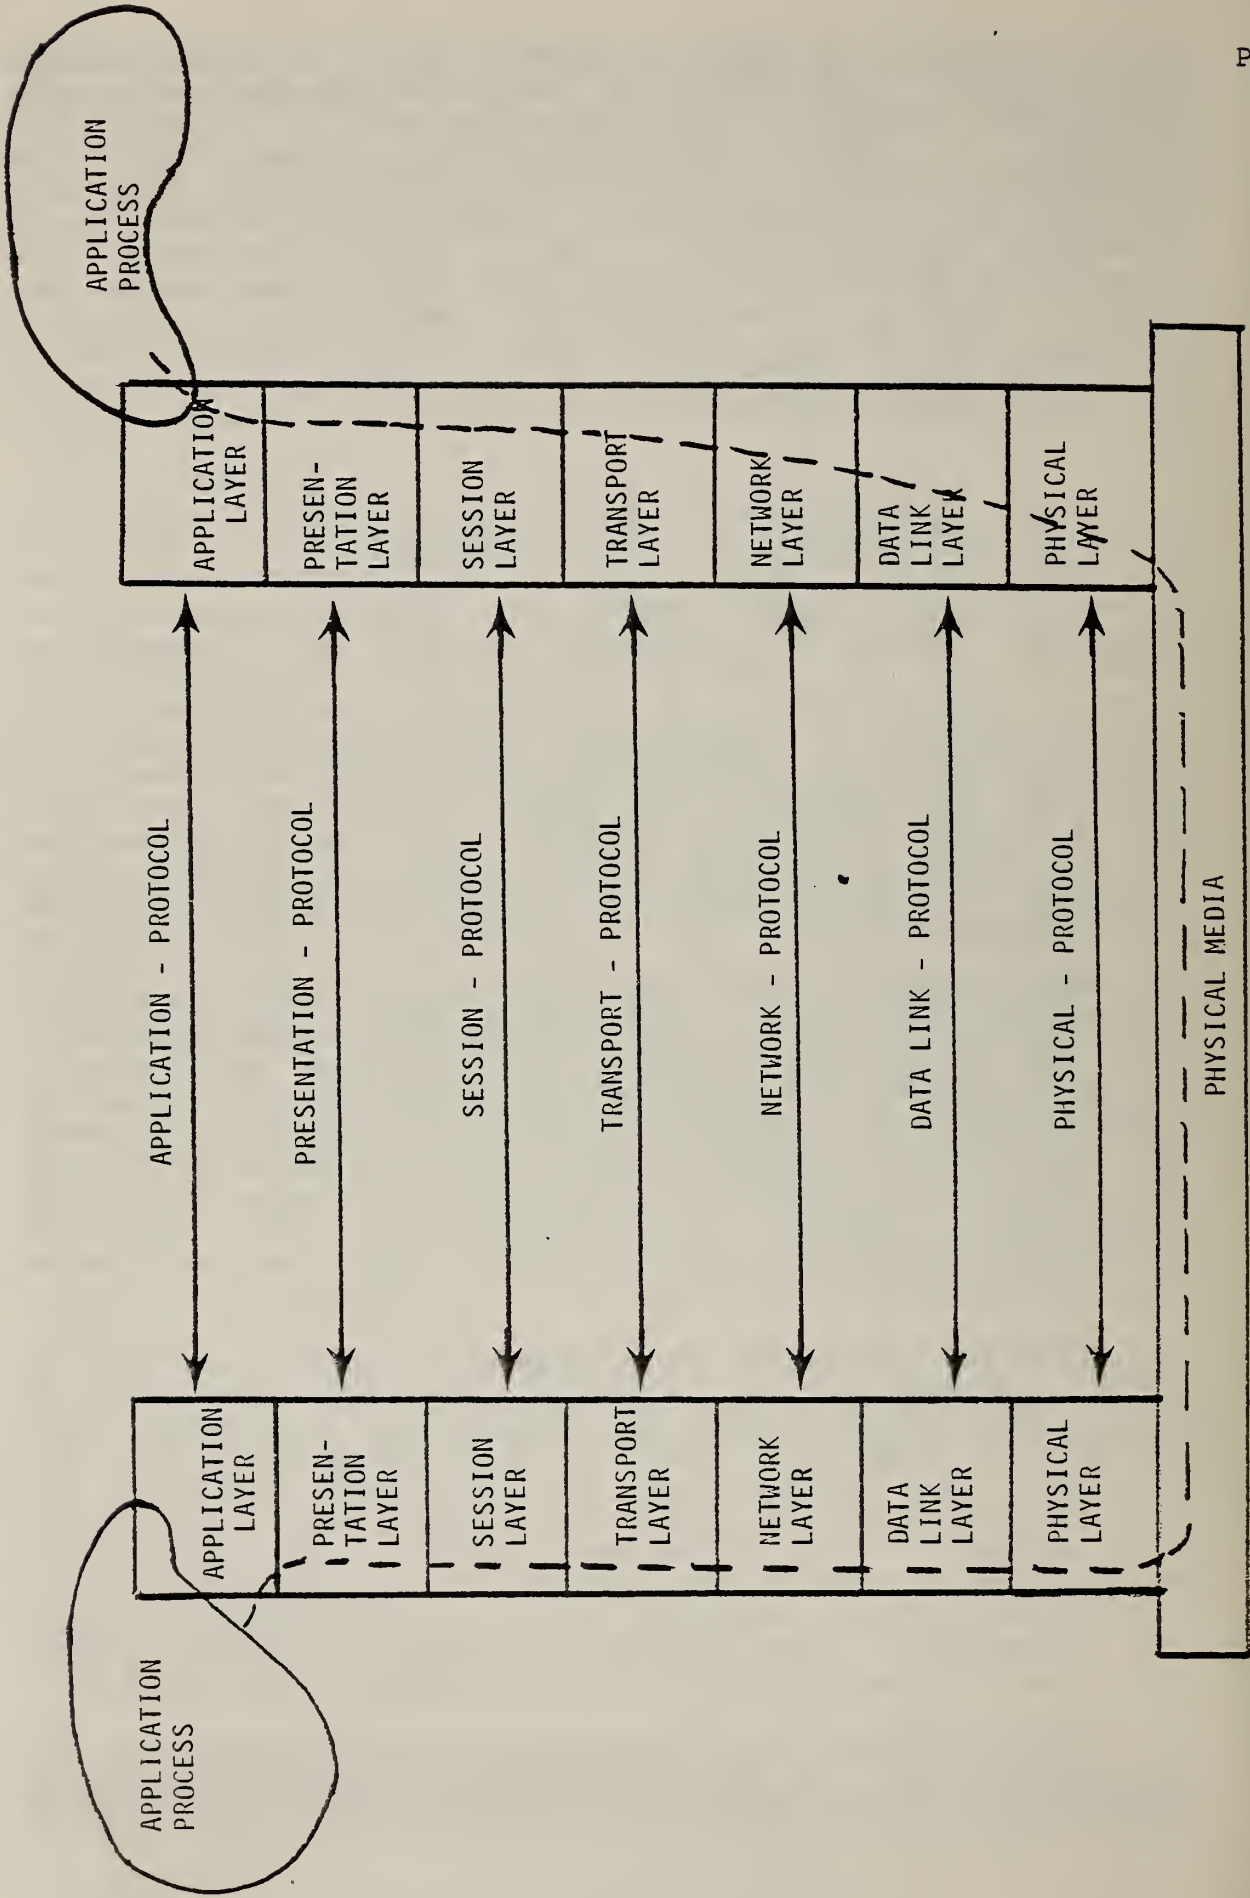 P
APPLICATION
PROCESS
APPLICATION
PROCESS
APPLICATION
LAYER
APPLICATION - PROTOCOL
APPLICATION
LAYER
PRESEN-
TATION
LAYER
PRESENTATION - PROTOCOL
PRESEN-
TATION
LAYER
SESSION
LAYER
SESSION - PROTOCOL
SESSION
LAYER
TRANSPORT
LAYER
TRANSPORT - PROTOCOL
TRANSPORT
LAYER
NETWORK
LAYER
NETWORK - PROTOCOL
NETWORK
LAYER
DATA
LINK
LAYER
DATA LINK - PROTOCOL
DATA
LINK
LAYER
PHYSICAL
LAYER
PHYSICAL - PROTOCOL
PHYSICAL
LAYER
PHYSICAL MEDIA